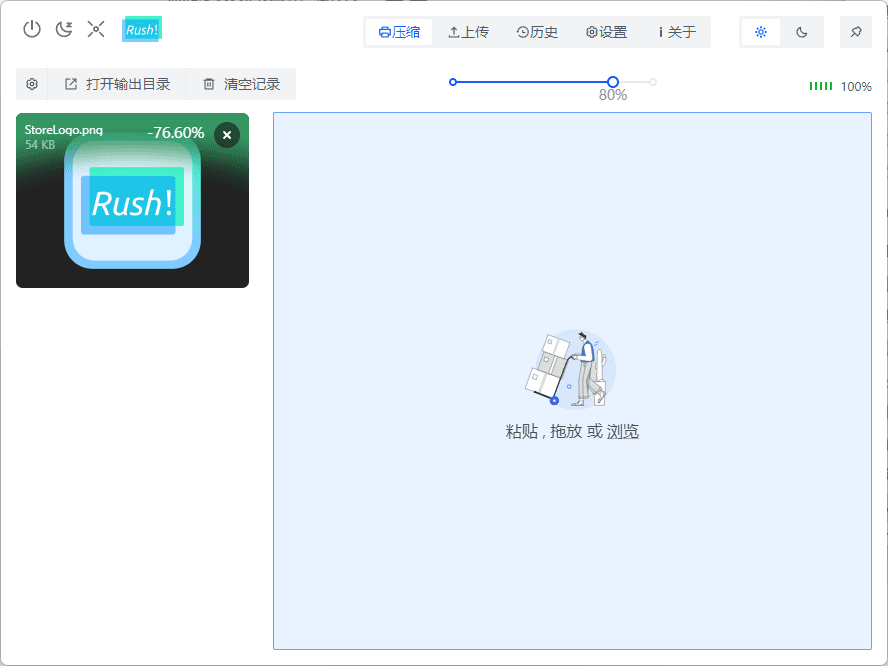 Rush!
压缩
上传
历史
设置
关于
打开输出目录
清空记录
80%
100%
StoreLogo.png
-76.60%
54 KB
Rush!
粘贴 , 拖放 或 浏览